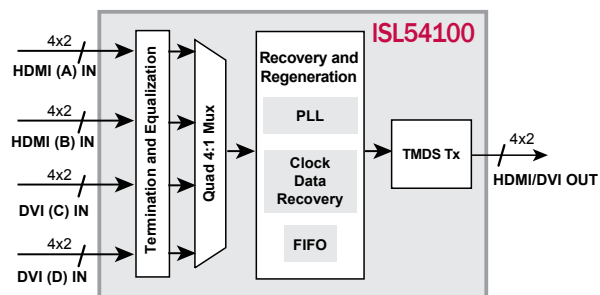 ISL54100
4x2
HDMI (A) IN
4x2
HDMI (B) IN
4x2
DVI (C) IN
4x2
DVI (D) IN
Termination and Equalization
Quad 4:1 Mux
Recovery and
Regeneration
PLL
Clock
Data
Recovery
FIFO
TMDS Tx
4x2
HDMI/DVI OUT